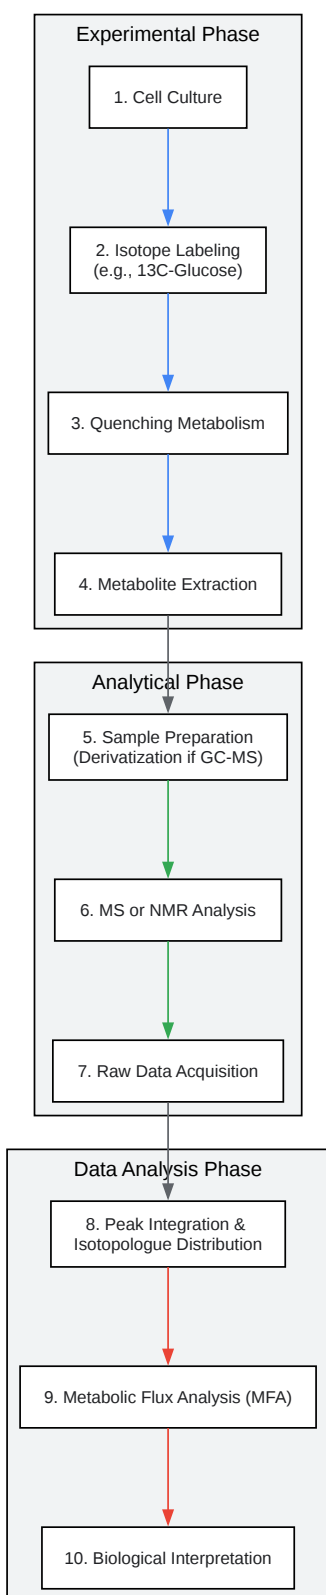 Experimental Phase
1. Cell Culture
2. Isotope Labeling
(e.g., 13C-Glucose)
3. Quenching Metabolism
4. Metabolite Extraction
Analytical Phase
5. Sample Preparation
(Derivatization if GC-MS)
6. MS or NMR Analysis
7. Raw Data Acquisition
Data Analysis Phase
8. Peak Integration &
Isotopologue Distribution
9. Metabolic Flux Analysis (MFA)
10. Biological Interpretation